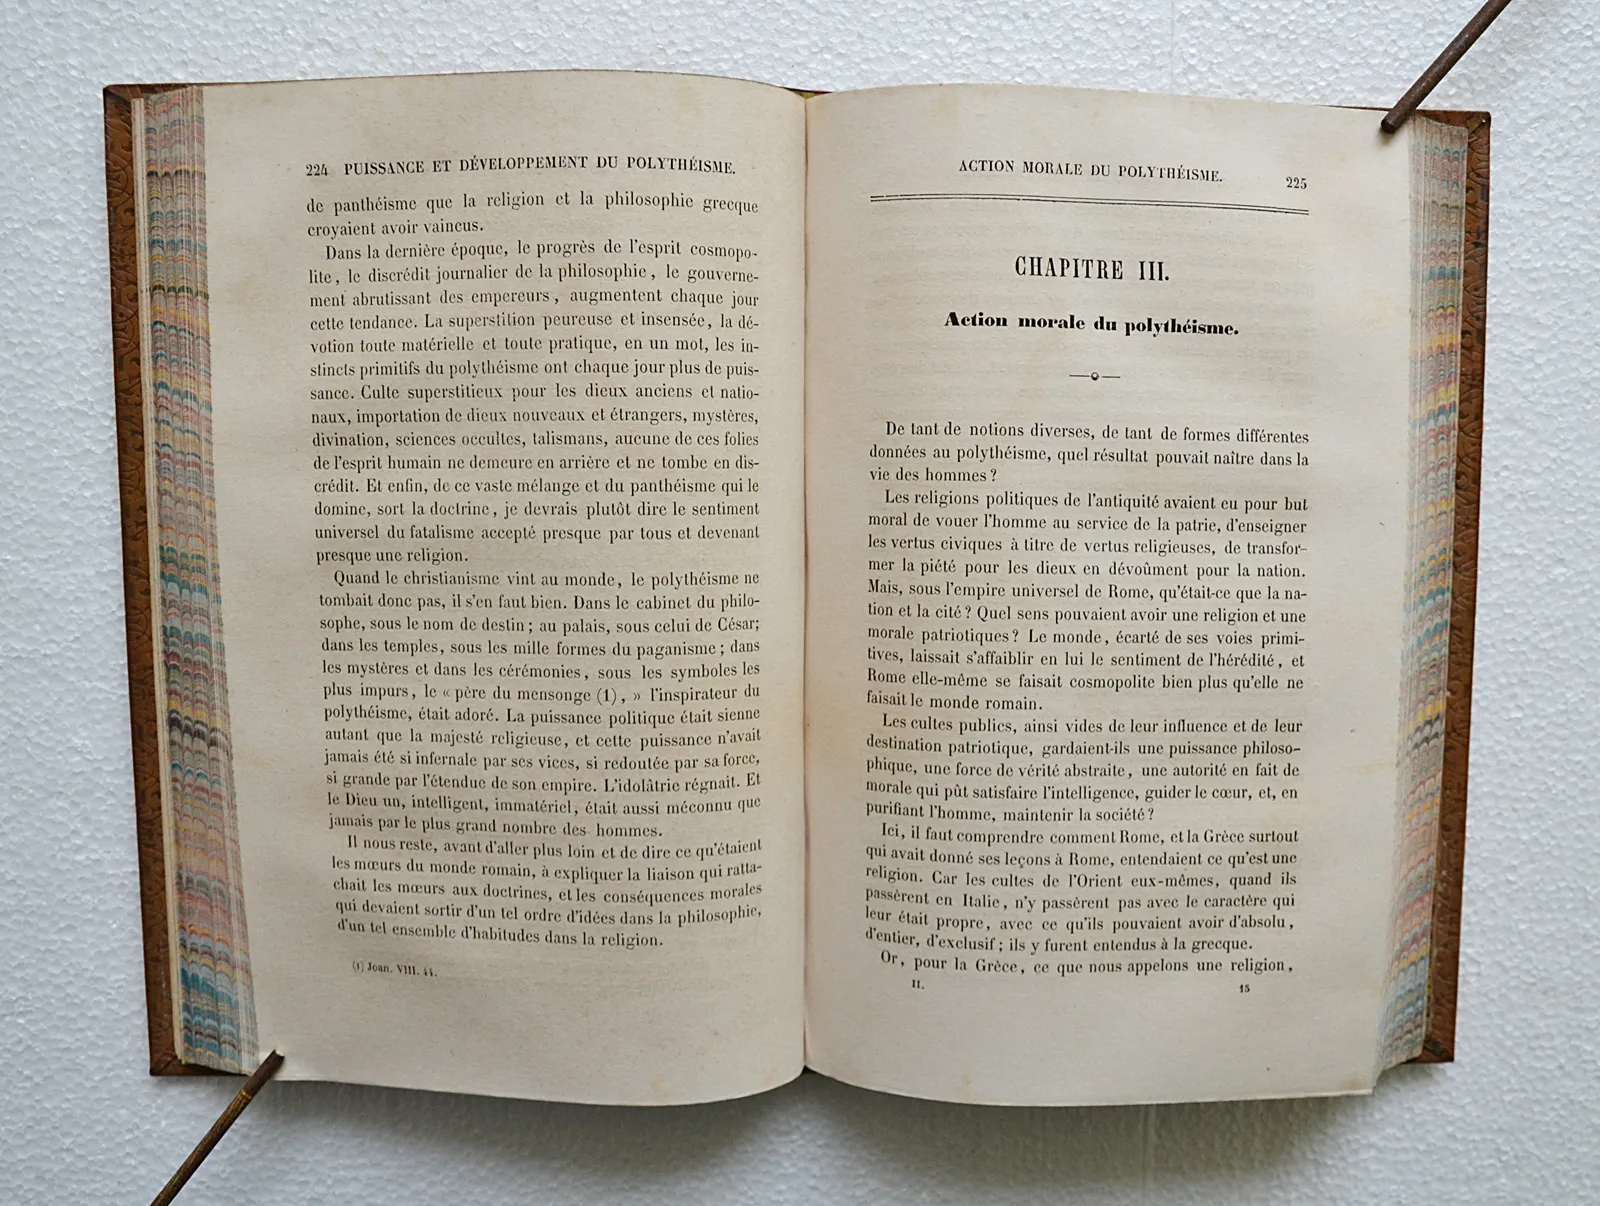 224 PUISSANCE ET DÉVELOPPEMENT DU POLYTHÉISME.
de panthéisme que la religion et la philosophie grecque
croyaient avoir vaincus.
Dans la dernière époque, le progrès de l'esprit cosmopo-
lite, le discrédit journalier de la philosophie, le gouverne-
ment abrutissant des empereurs, augmentent chaque jour
cette tendance. La superstition peureuse et insensée, la dé-
votion toute matérielle et toute pratique, en un mot, les in-
stincts primitifs du polythéisme ont chaque jour plus de puis-
sance. Culte superstitieux pour les dieux anciens et natio-
naux, importation de dieux nouveaux et étrangers, mystères,
divination, sciences occultes, talismans, aucune de ces folies
de l'esprit humain ne demeure en arrière et ne tombe en dis-
crédit. Et enfin, de ce vaste mélange et du panthéisme qui le
domine, sort la doctrine, je devrais plutôt dire le sentiment
universel du fatalisme accepté presque par tous et devenant
presque une religion.
Quand le christianisme vint au monde, le polythéisme ne
tombait donc pas, il s'en faut bien. Dans le cabinet du philo-
sophe, sous le nom de destin; au palais, sous celui de César;
dans les temples, sous les mille formes du paganisme; dans
les mystères et dans les cérémonies, sous les symboles les
plus impurs, le « père du mensonge (1), » l'inspirateur du
polythéisme, était adoré. La puissance politique était sienne
autant que la majesté religieuse, et cette puissance n'avait
jamais été si infernale par ses vices, si redoutée par sa force,
si grande par l'étendue de son empire. L'idolâtrie régnait. Et
le Dieu un, intelligent, immatériel, était aussi méconnu que
jamais par le plus grand nombre des hommes.
Il nous reste, avant d'aller plus loin et de dire ce qu'étaient
les mœurs du monde romain, à expliquer la liaison qui ratta-
chait les mœurs aux doctrines, et les conséquences morales
qui devaient sortir d'un tel ordre d'idées dans la philosophie,
d'un tel ensemble d'habitudes dans la religion.
(1) Joan. VIII. 44.
ACTION MORALE DU POLYTHÉISME. 225
CHAPITRE III.
Action morale du polythéisme.
De tant de notions diverses, de tant de formes différentes
données au polythéisme, quel résultat pouvait naître dans la
vie des hommes?
Les religions politiques de l'antiquité avaient eu pour but
moral de vouer l'homme au service de la patrie, d'enseigner
les vertus civiques à titre de vertus religieuses, de transfor-
mer la piété pour les dieux en dévoûment pour la nation.
Mais, sous l'empire universel de Rome, qu'était-ce que la na-
tion et la cité? Quel sens pouvaient avoir une religion et une
morale patriotiques? Le monde, écarté de ses voies primi-
tives, laissait s'affaiblir en lui le sentiment de l'hérédité, et
Rome elle-même se faisait cosmopolite bien plus qu'elle ne
faisait le monde romain.
Les cultes publics, ainsi vides de leur influence et de leur
destination patriotique, gardaient-ils une puissance philoso-
phique, une force de vérité abstraite, une autorité en fait de
morale qui pût satisfaire l'intelligence, guider le cœur, et, en
purifiant l'homme, maintenir la société?
Ici, il faut comprendre comment Rome, et la Grèce surtout
qui avait donné ses leçons à Rome, entendaient ce qu'est une
religion. Car les cultes de l'Orient eux-mêmes, quand ils
passèrent en Italie, n'y passèrent pas avec le caractère qui
leur était propre, avec ce qu'ils pouvaient avoir d'absolu,
d'entier, d'exclusif; ils y furent entendus à la grecque.
Or, pour la Grèce, ce que nous appelons une religion,
II. 15